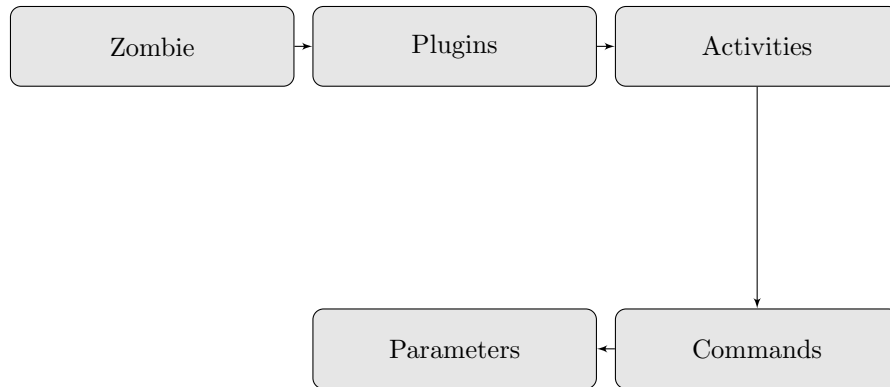 Zombie
Plugins
Activities
Parameters
Commands